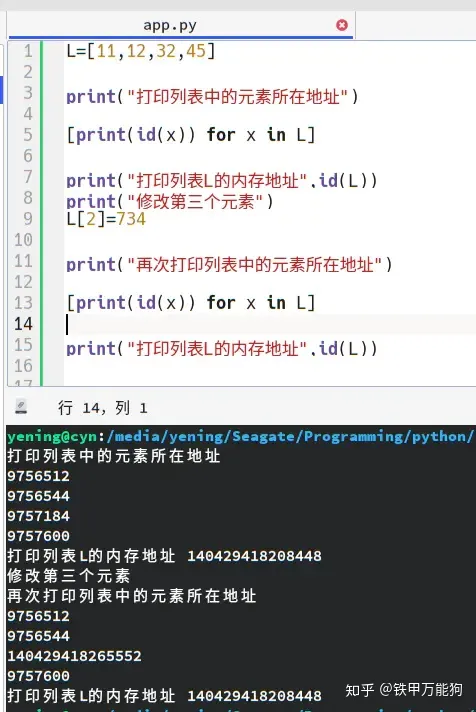 app.py
1 L=[11,12,32,45]
2
3 print("打印列表中的元素所在地址")
4
5 [print(id(x)) for x in L]
6
7 print("打印列表L的内存地址",id(L))
8 print("修改第三个元素")
9 L[2]=734
10
11 print("再次打印列表中的元素所在地址")
12
13 [print(id(x)) for x in L]
14
15 print("打印列表L的内存地址",id(L))
16
17
行 14, 列 1
yening@cyn:/media/yening/Seagate/Programming/python/
打印列表中的元素所在地址
9756512
9756544
9757184
9757600
打印列表L的内存地址 140429418208448
修改第三个元素
再次打印列表中的元素所在地址
9756512
9756544
140429418265552
9757600
打印列表L的内存地址 140429418208448
知乎 @铁甲万能狗